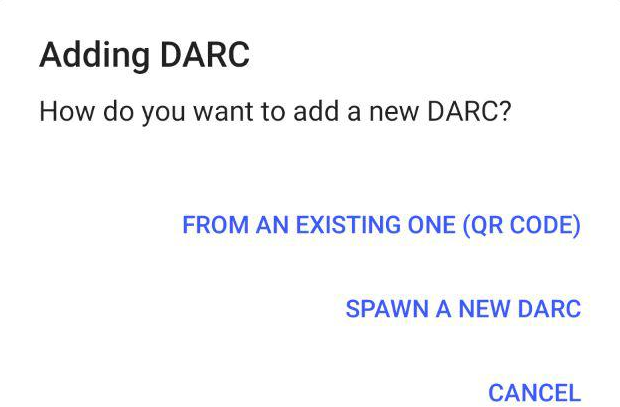 Adding DARC
How do you want to add a new DARC?
FROM AN EXISTING ONE (QR CODE)
SPAWN A NEW DARC
CANCEL